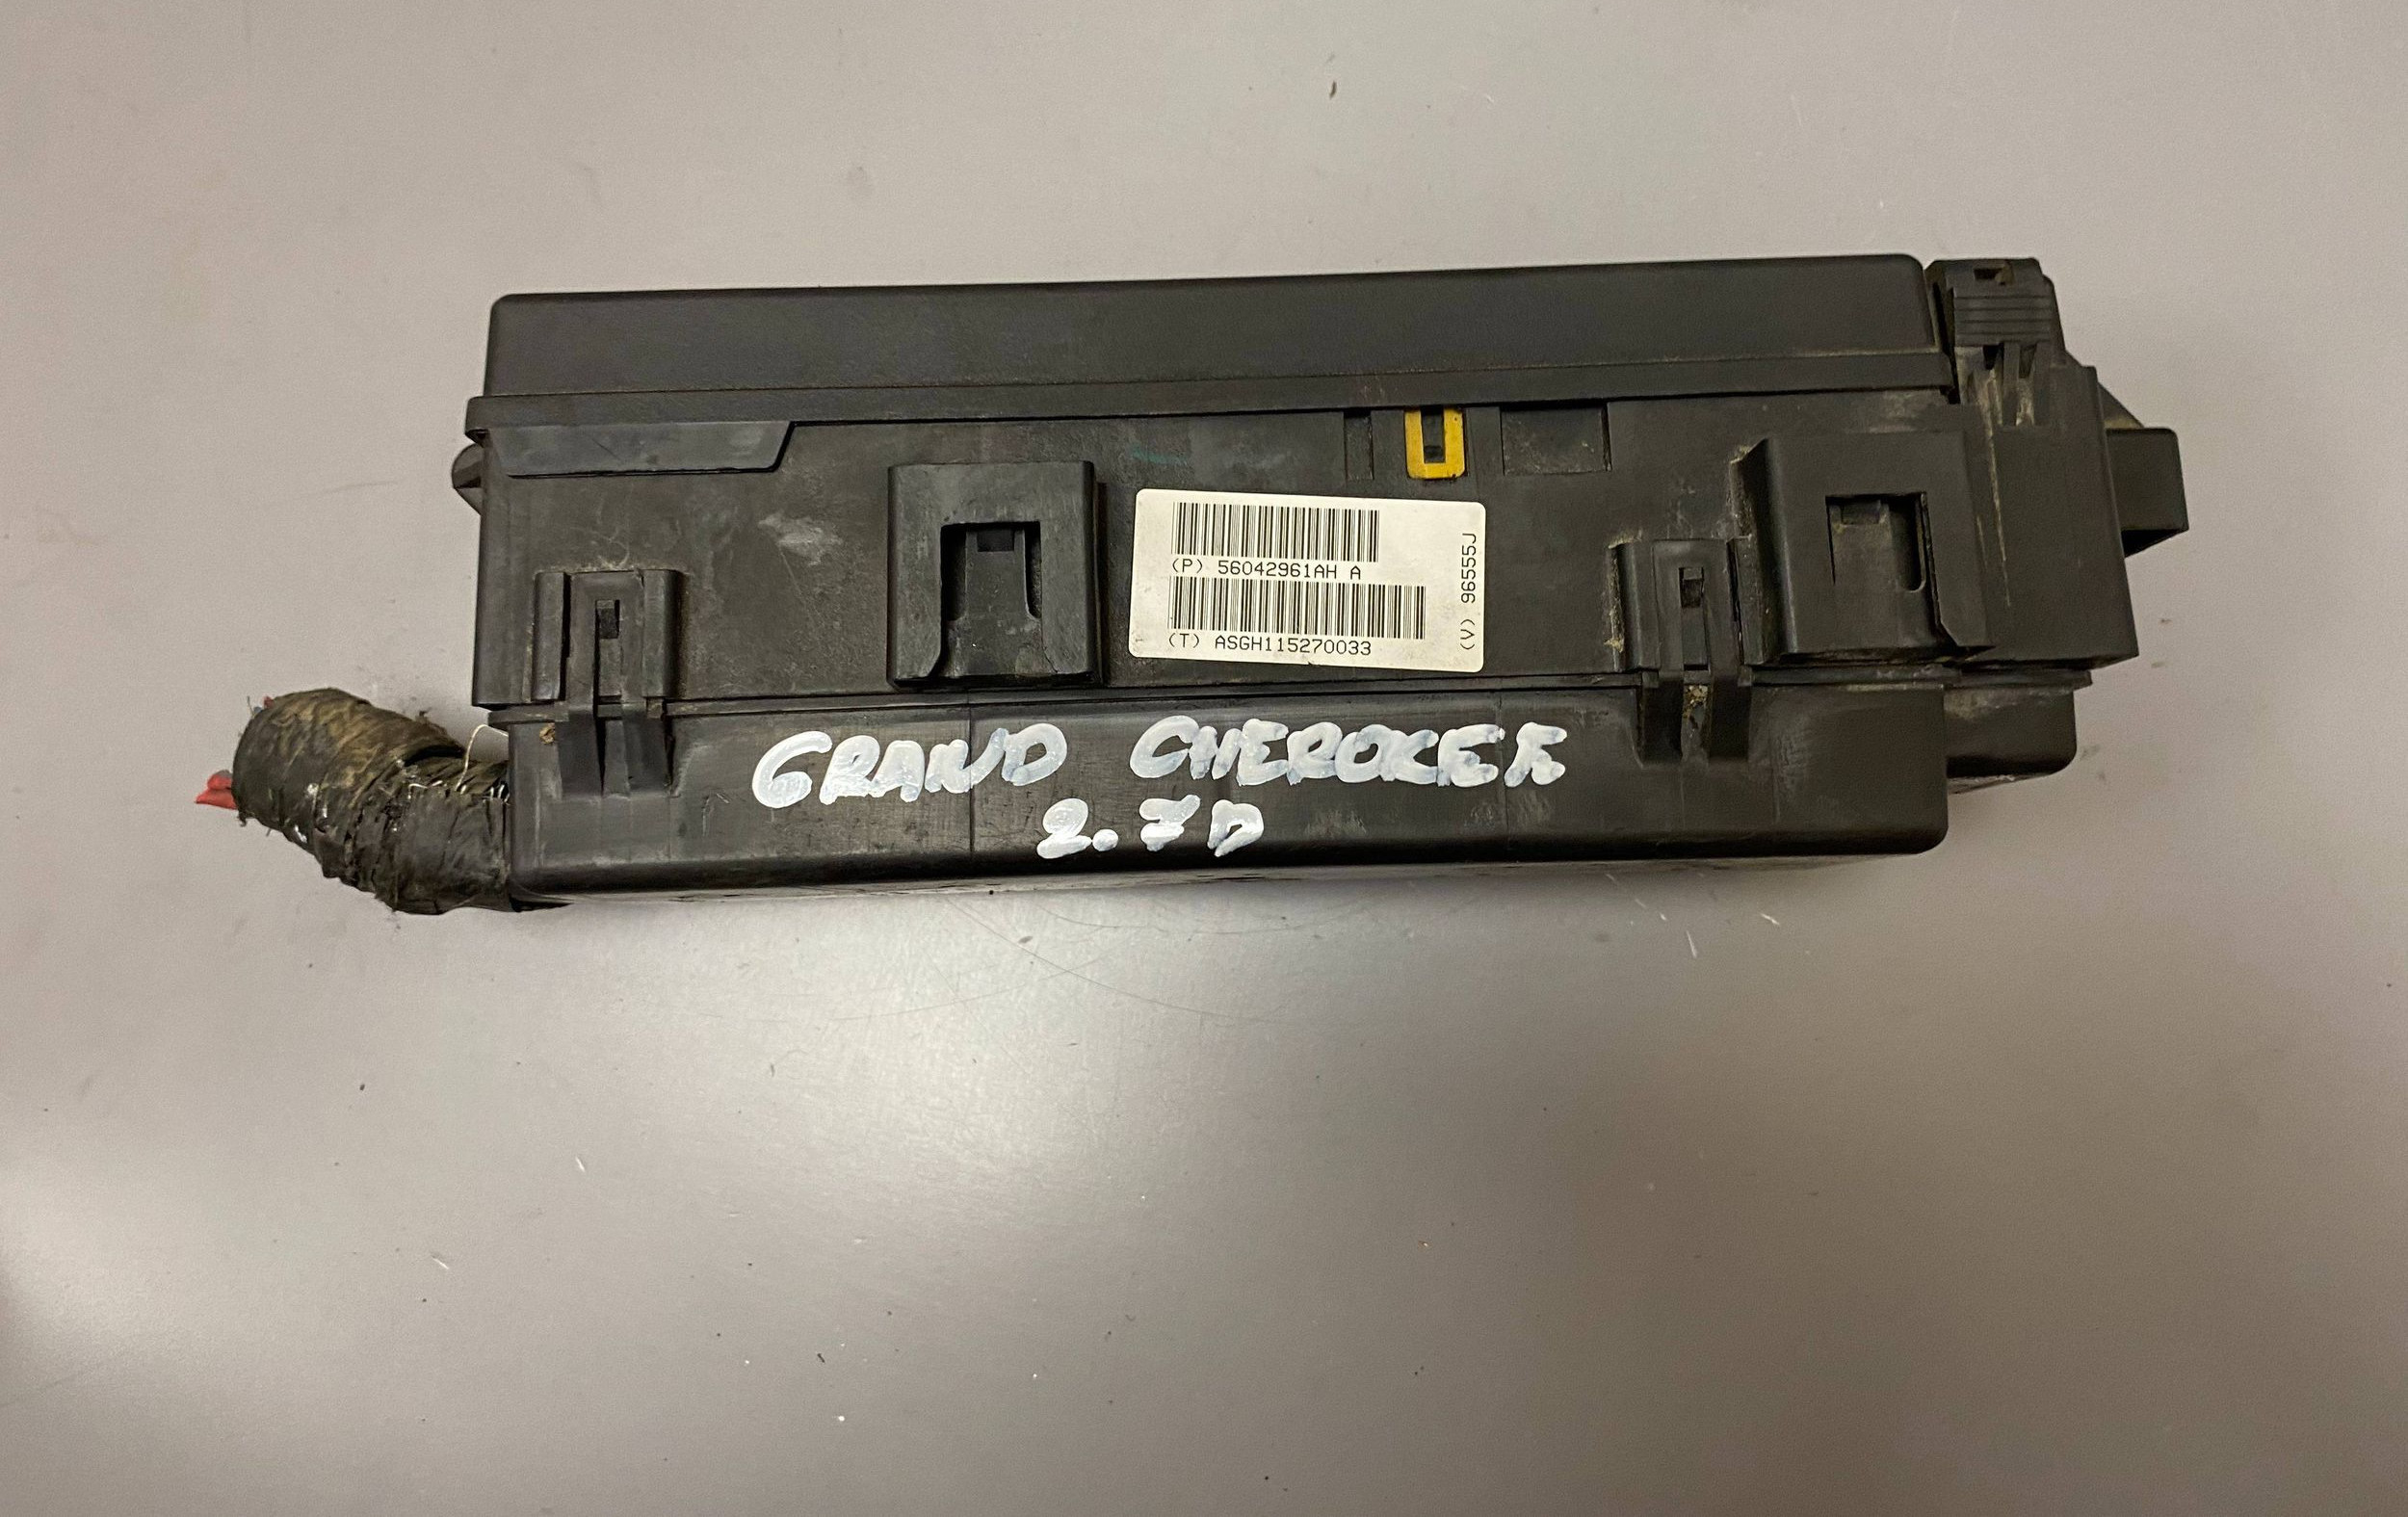 (P) 56042961AH A
(T) ASGH115270033
(V) 96555J
GRAND CHEROKEE
2.7D